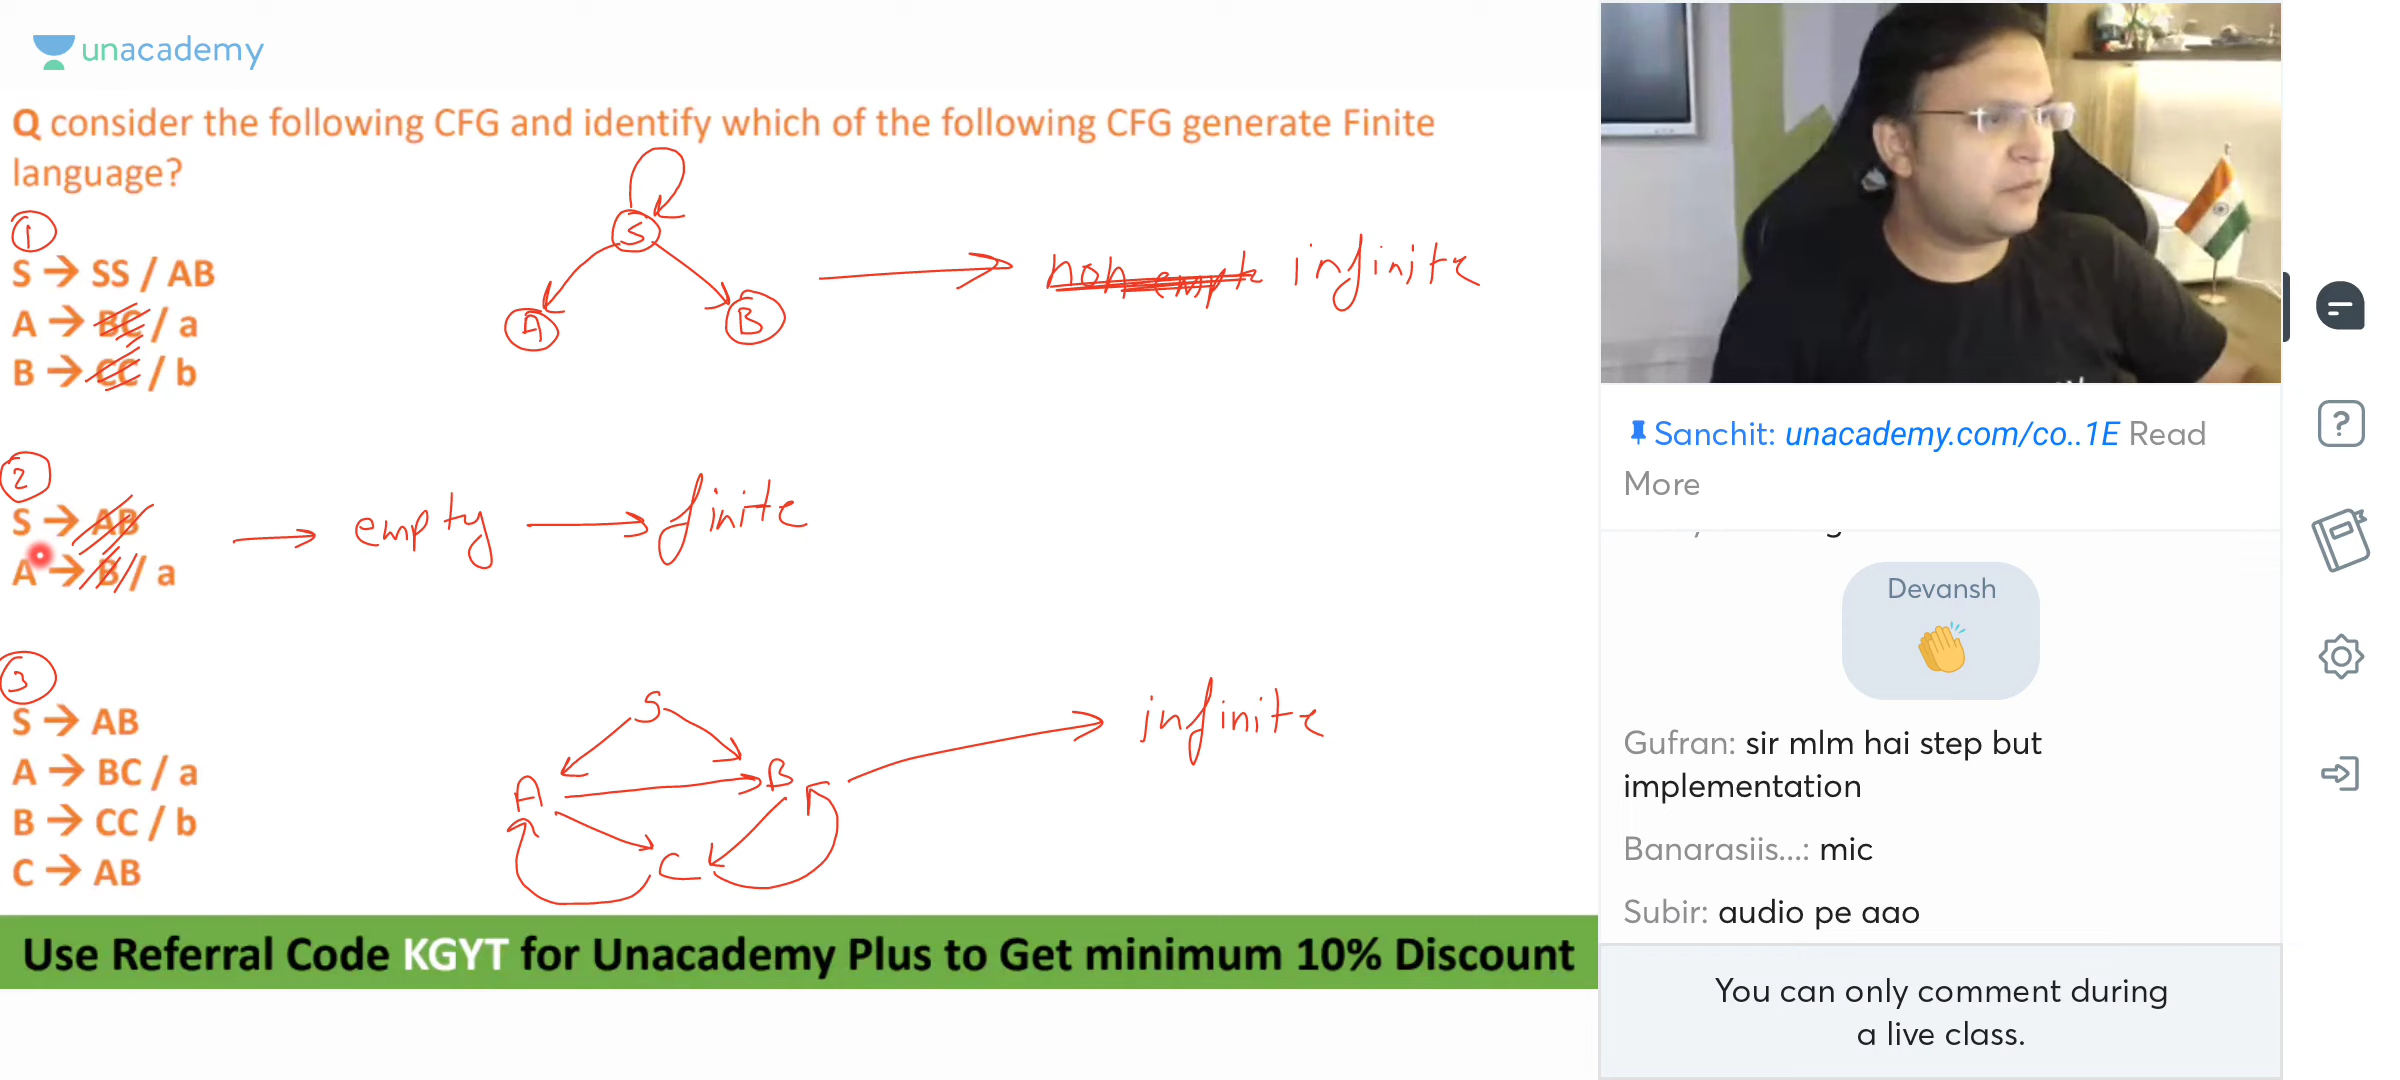 unacademy
Q consider the following CFG and identify which of the following CFG generate Finite
language?
1
S → SS / AB
A → BC / a
B → CC / b
S
A
B
non empte infinite
2
S → AB
A → B / a
empty
finite
3
S → AB
A → BC / a
B → CC / b
C → AB
S
A
B
C
infinite
Use Referral Code KGYT for Unacademy Plus to Get minimum 10% Discount
Sanchit: unacademy.com/co..1E Read
More
Devansh
Gufran: sir mlm hai step but
implementation
Banarasiis...: mic
Subir: audio pe aao
You can only comment during
a live class.
?